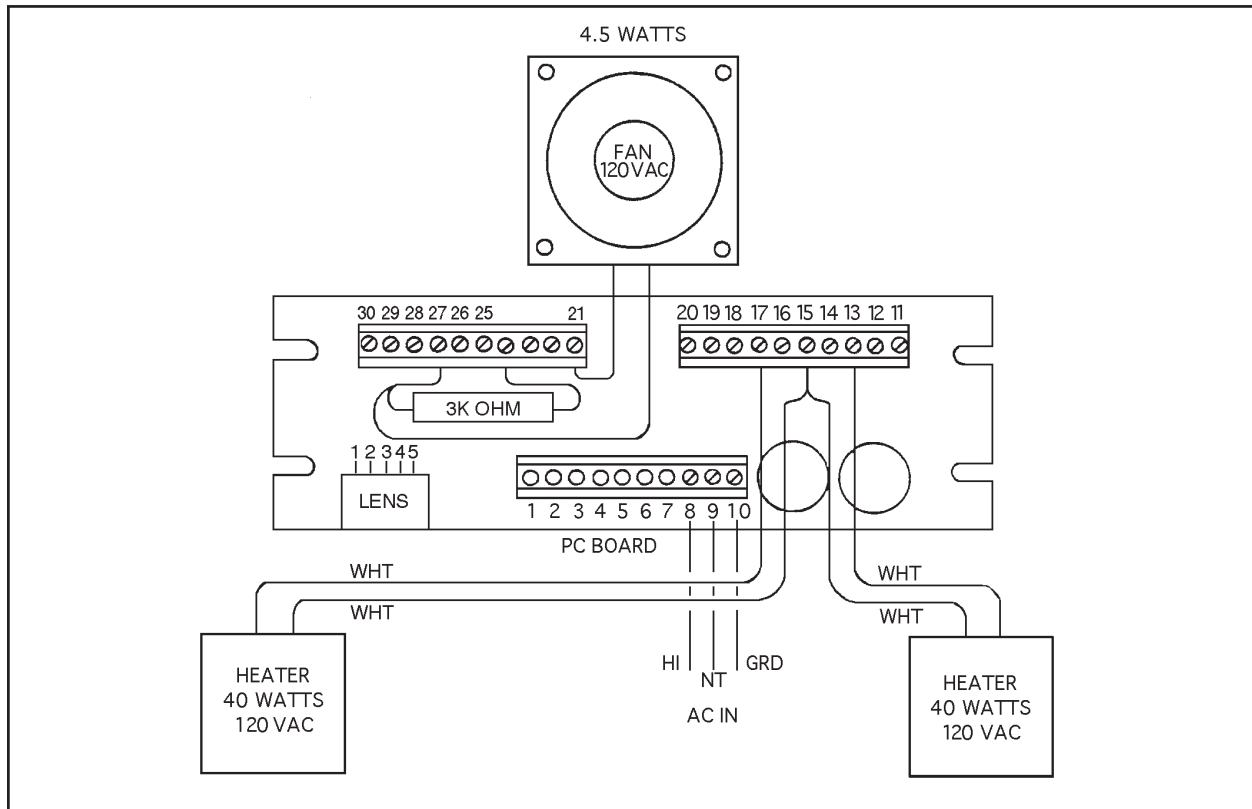 4.5 WATTS
FAN
120VAC
30 29 28 27 26 25 21
20 19 18 17 16 15 14 13 12 11
3K OHM
1 2 3 4 5
LENS
1 2 3 4 5 6 7 8 9 10
PC BOARD
WHT
WHT
WHT
WHT
HI
NT
GRD
AC IN
HEATER
40 WATTS
120 VAC
HEATER
40 WATTS
120 VAC